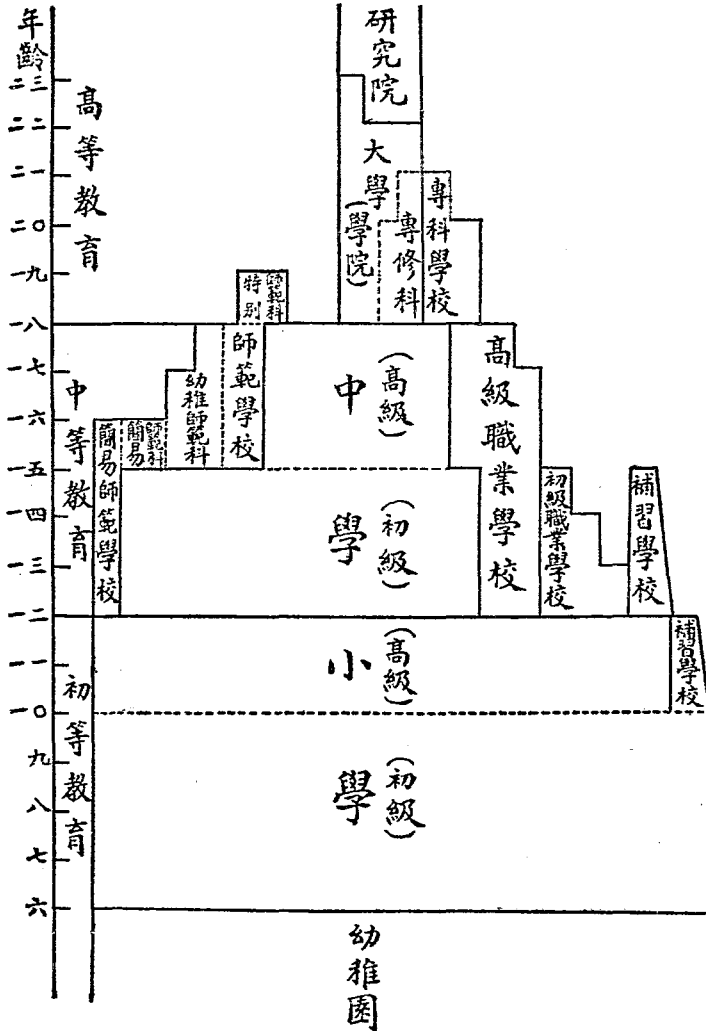 年齡
二三
二二
二一
二〇
一九
一八
一七
一六
一五
一四
一三
一二
一一
一〇
九
八
七
六
高等教育
中等教育
初等教育
研究院
大學
(學院)
專修科
專科學校
特別
師範科
師範學校
幼稚師範科
簡易
師範科
簡易師範學校
中學
(高級)
(初級)
高級職業學校
初級職業學校
補習學校
小學
(高級)
(初級)
補習學校
幼稚園